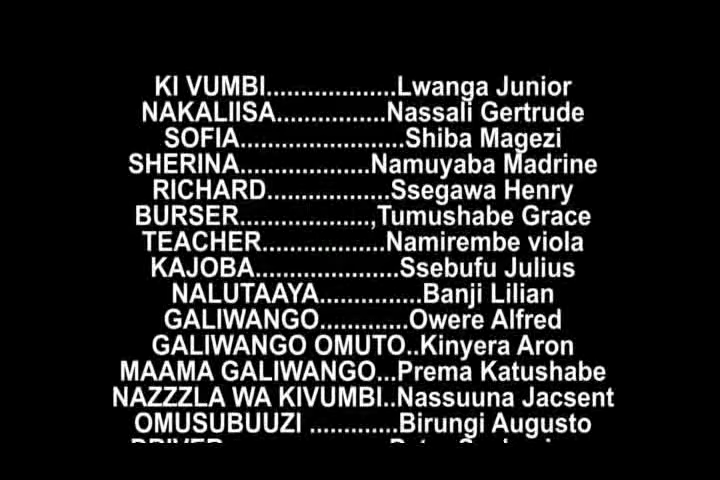 KI VUMBI...................Lwanga Junior
NAKALIISA................Nassali Gertrude
SOFIA........................Shiba Magezi
SHERINA...................Namuyaba Madrine
RICHARD..................Ssegawa Henry
BURSER...................,Tumushabe Grace
TEACHER..................Namirembe viola
KAJOBA.....................Ssebufu Julius
NALUTAAYA...............Banji Lilian
GALIWANGO.............Owere Alfred
GALIWANGO OMUTO..Kinyera Aron
MAAMA GALIWANGO...Prema Katushabe
NAZZZLA WA KIVUMBI..Nassuuna Jacsent
OMUSUBUUZI .............Birungi Augusto
DRIVER